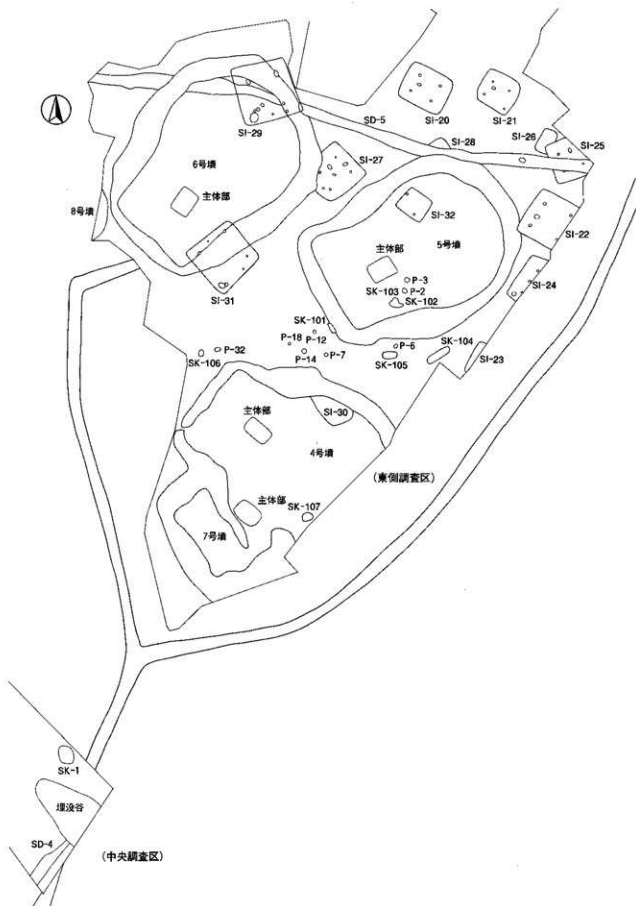 SI-20
SI-21
SD-5
SI-29
SI-28
SI-26
SI-25
6号墳
SI-27
主体部
8号墳
SI-32
SI-22
5号墳
主体部
P-3
SK-103
P-2
SK-102
SI-24
SI-31
SK-101
P-12
P-18
P-32
P-14
P-7
P-6
SK-104
SK-106
SK-105
SI-23
主体部
SI-30
4号墳
(東側調査区)
主体部
SK-107
7号墳
SK-1
埋没谷
SD-4
(中央調査区)